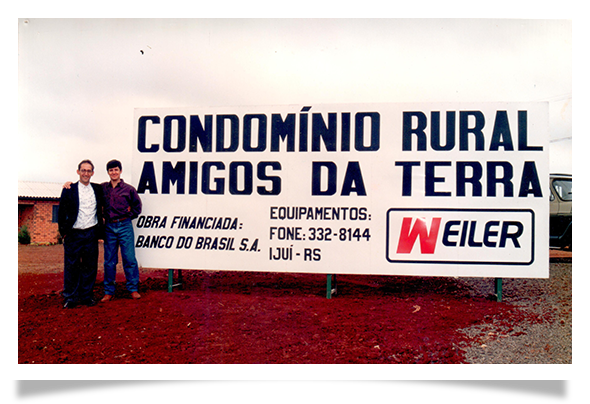 CONDOMÍNIO RURAL
AMIGOS DA TERRA
OBRA FINANCIADA:
BANCO DO BRASIL S.A.
EQUIPAMENTOS:
FONE: 332-8144
IJUÍ - RS
WEILER